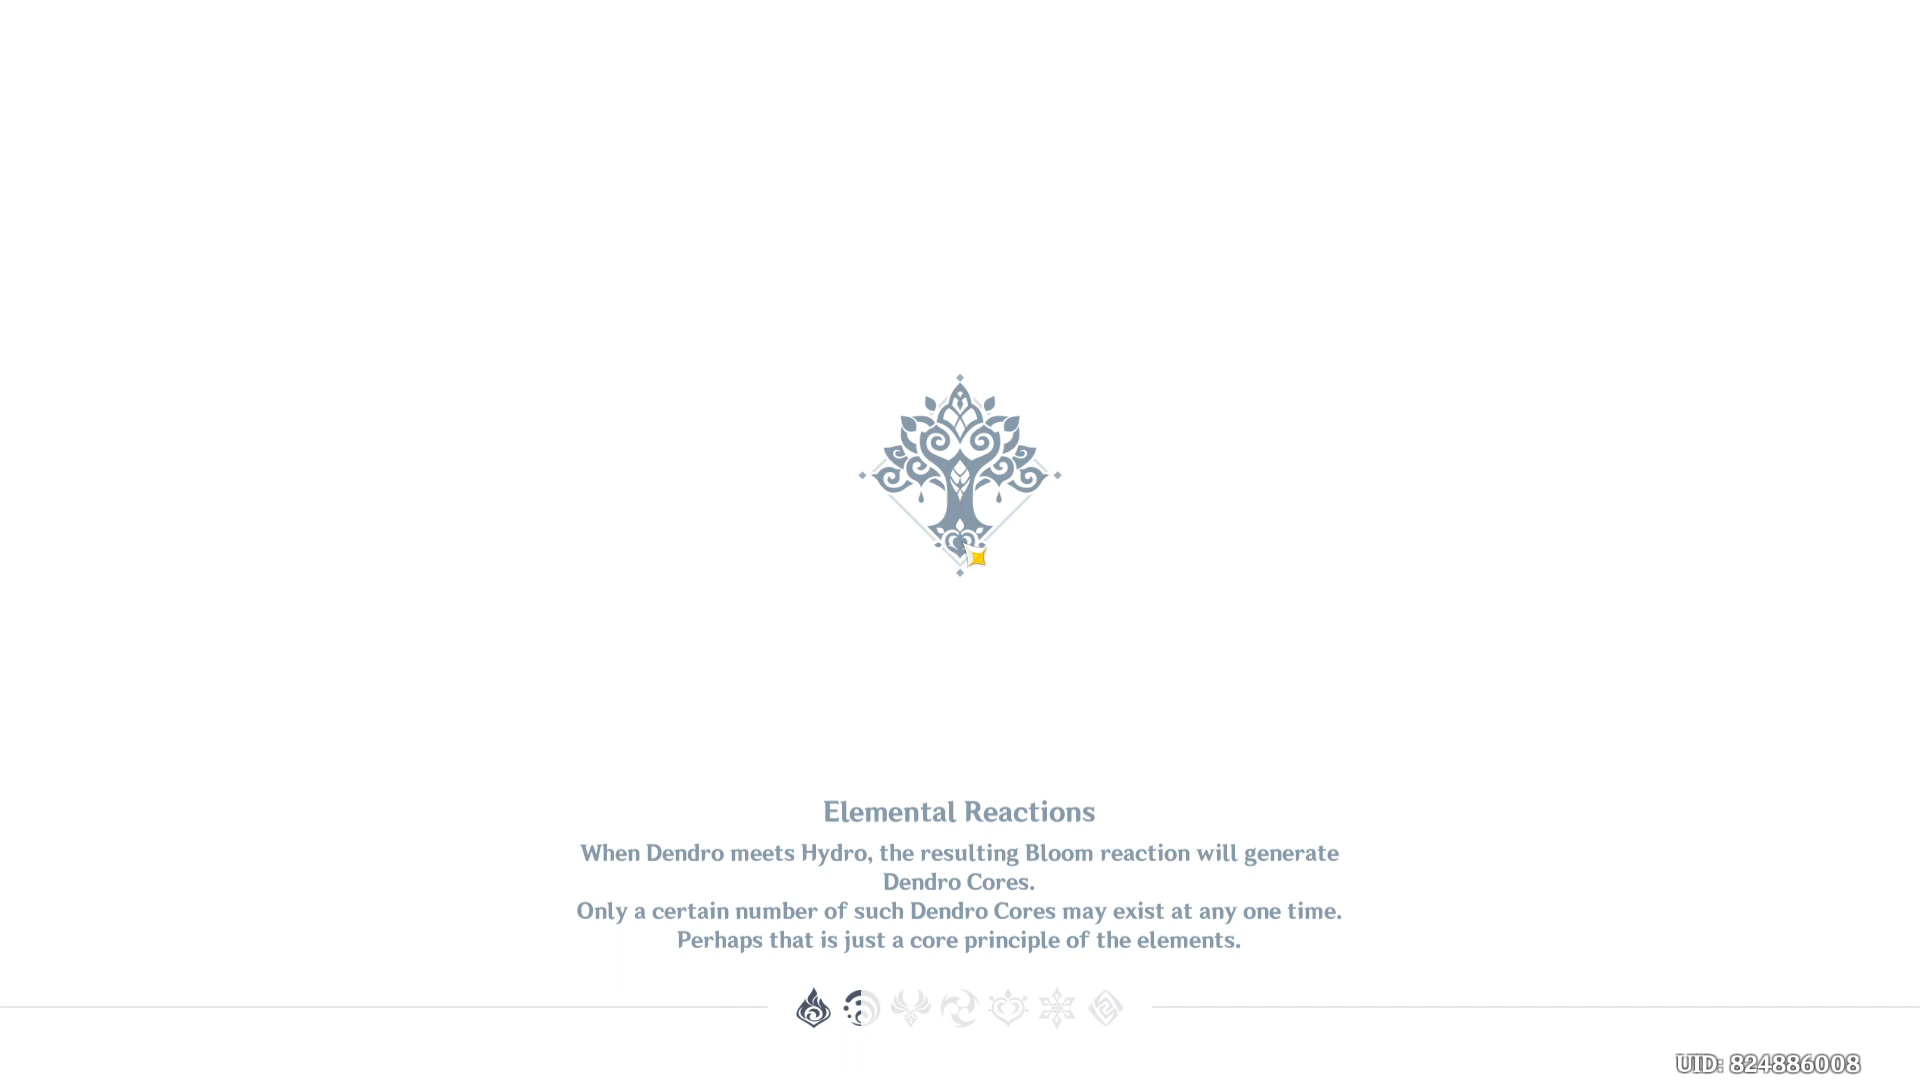 Elemental Reactions
When Dendro meets Hydro, the resulting Bloom reaction will generate
Dendro Cores.
Only a certain number of such Dendro Cores may exist at any one time.
Perhaps that is just a core principle of the elements.
UID: 824886008